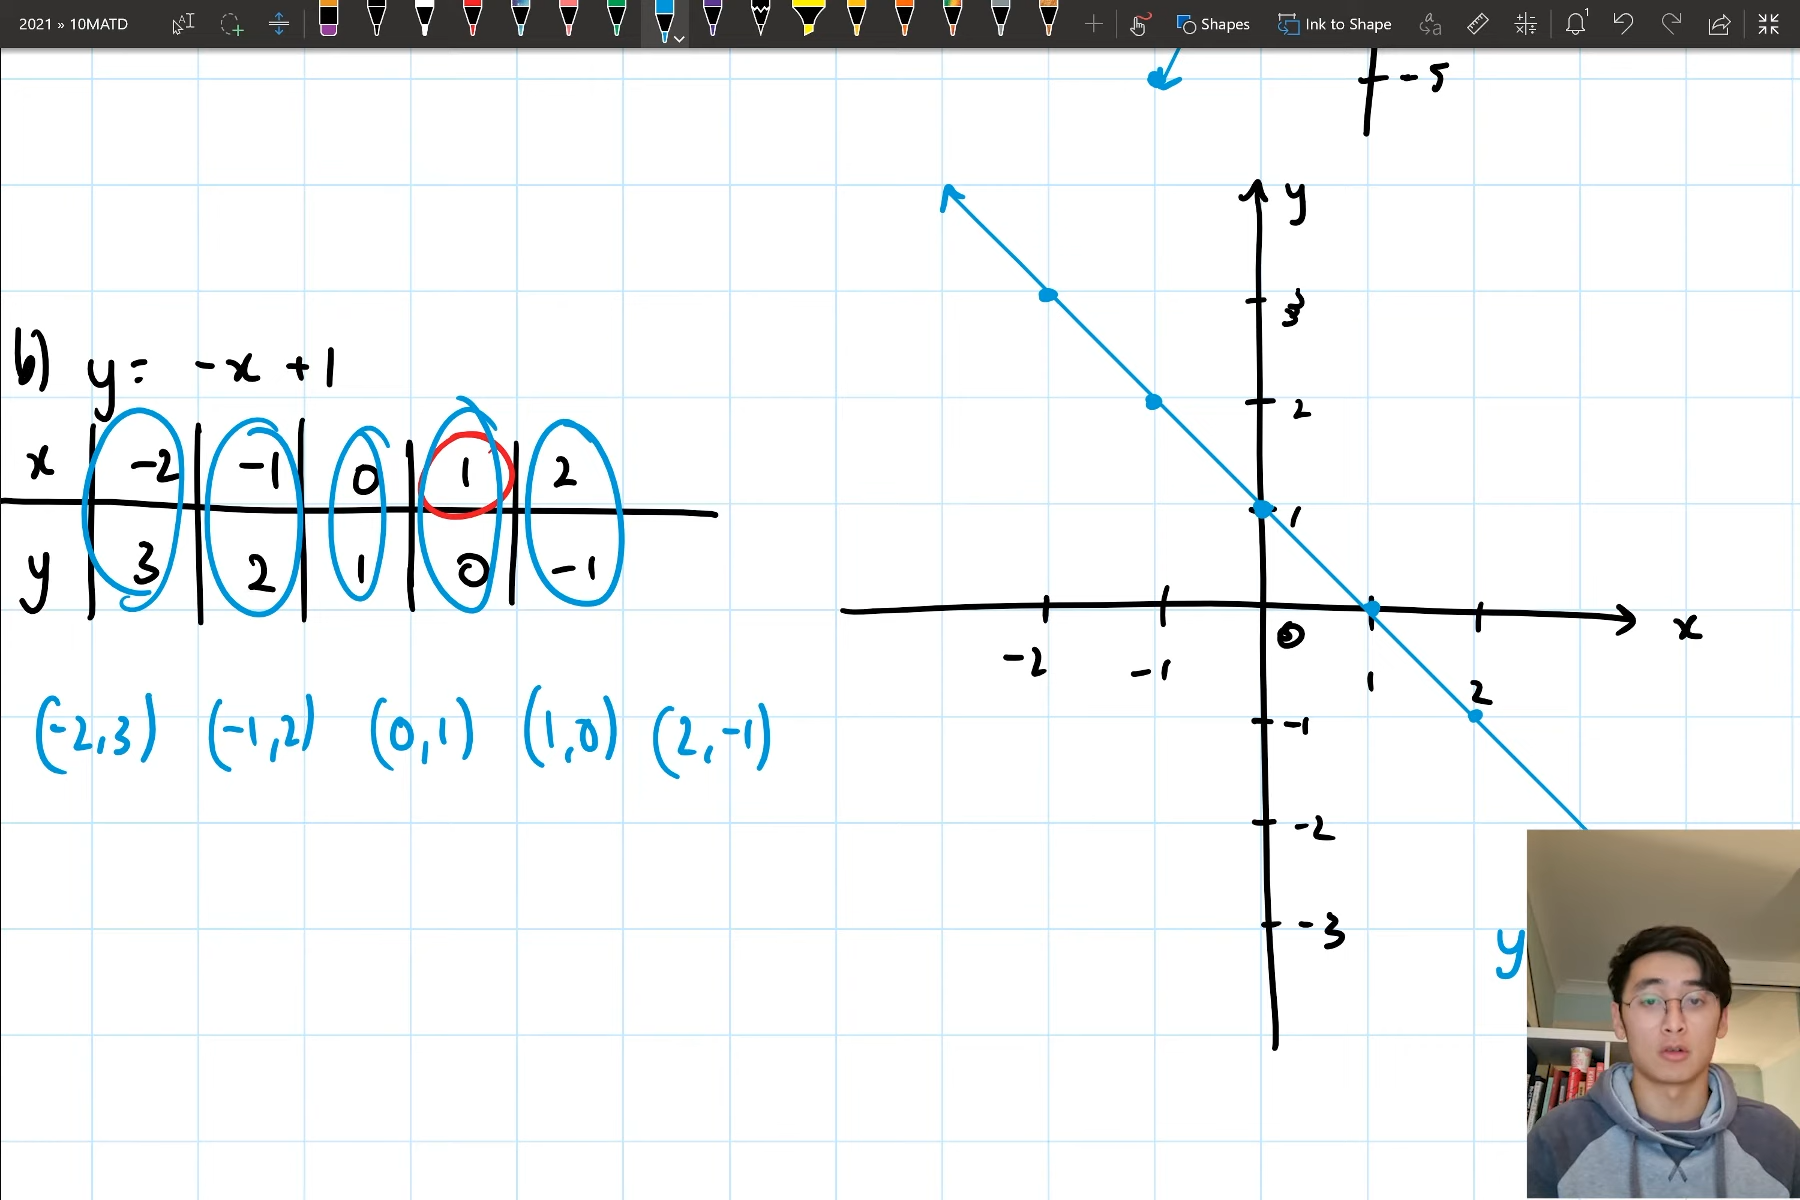 2021 » 10MATD
1
Shapes
Ink to Shape
-5
y
3
2
1
b) y = -x + 1
x -2 -1 0 1 2
y 3 2 1 0 -1
-2 -1 0 1 2 x
(-2,3) (-1,2) (0,1) (1,0) (2,-1)
-1
-2
-3
y